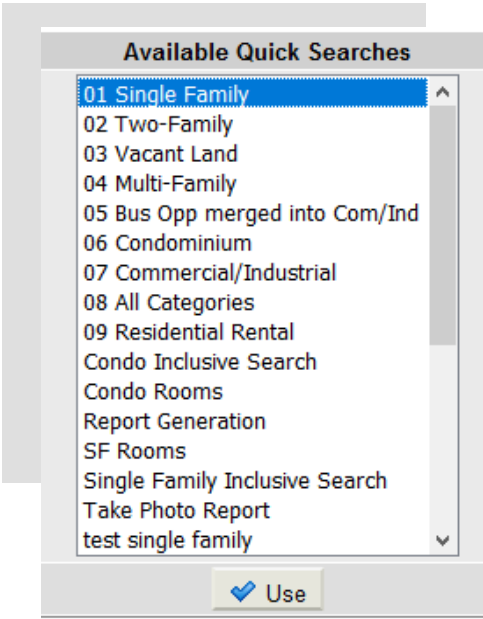 Available Quick Searches
01 Single Family
02 Two-Family
03 Vacant Land
04 Multi-Family
05 Bus Opp merged into Com/Ind
06 Condominium
07 Commercial/Industrial
08 All Categories
09 Residential Rental
Condo Inclusive Search
Condo Rooms
Report Generation
SF Rooms
Single Family Inclusive Search
Take Photo Report
test single family
Use